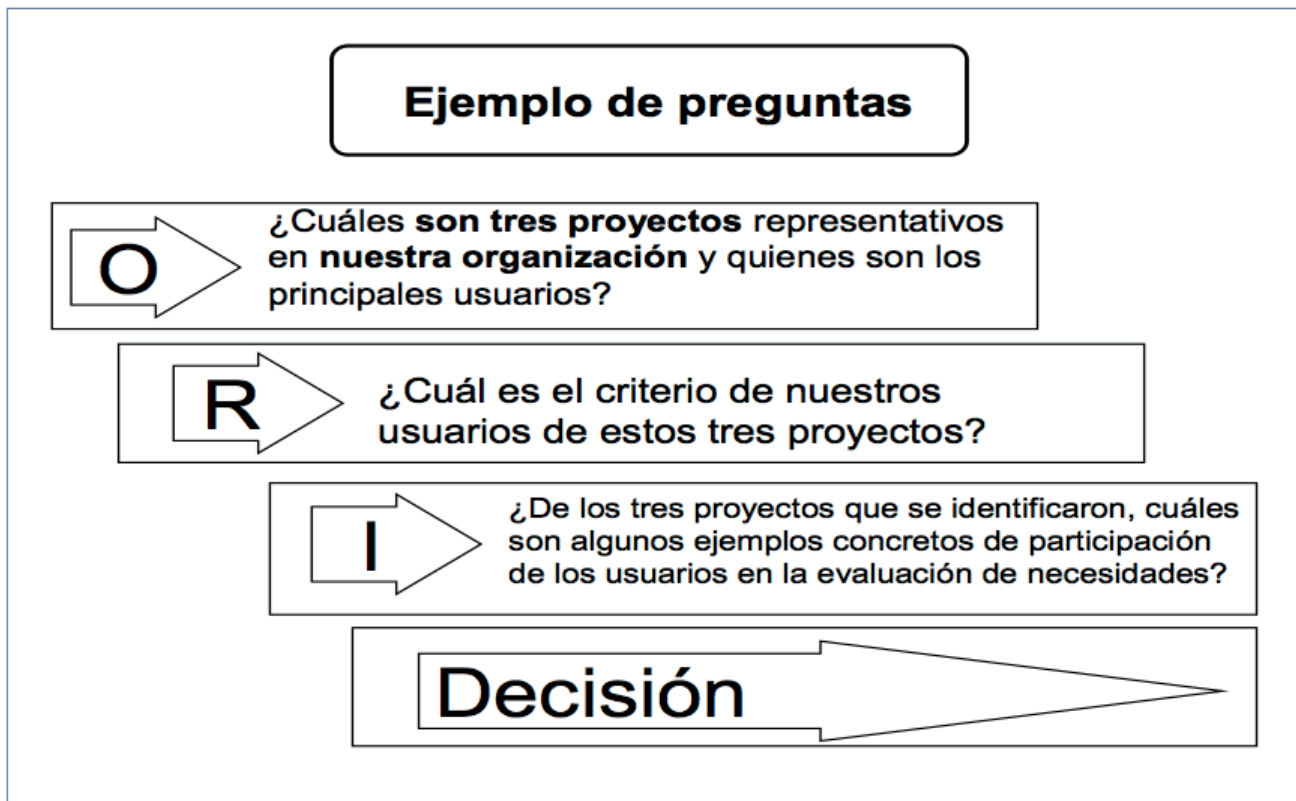 Ejemplo de preguntas
O
¿Cuáles son tres proyectos representativos
en nuestra organización y quienes son los
principales usuarios?
R
¿Cuál es el criterio de nuestros
usuarios de estos tres proyectos?
I
¿De los tres proyectos que se identificaron, cuáles
son algunos ejemplos concretos de participación
de los usuarios en la evaluación de necesidades?
Decisión